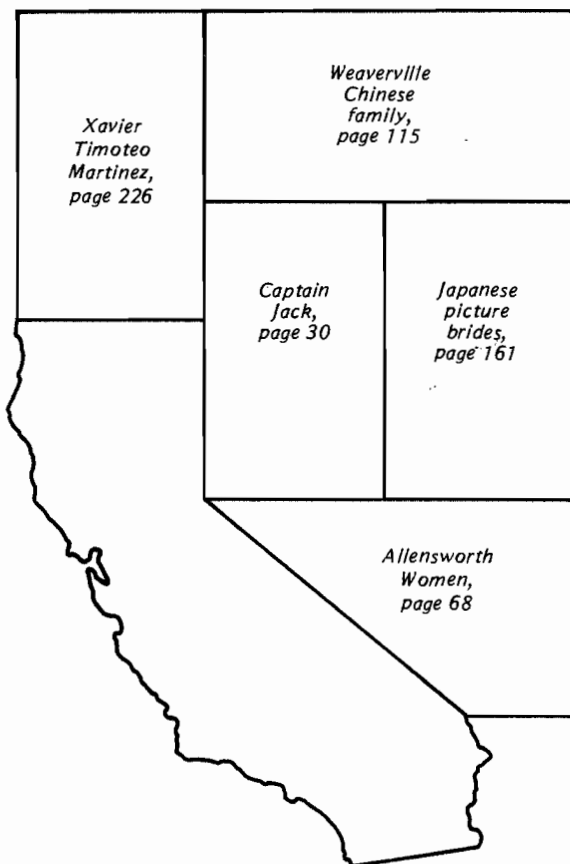 Xavier
Timoteo
Martinez,
page 226
Weaverville
Chinese
family,
page 115
Captain
Jack,
page 30
Japanese
picture
brides,
page 161
Allensworth
Women,
page 68